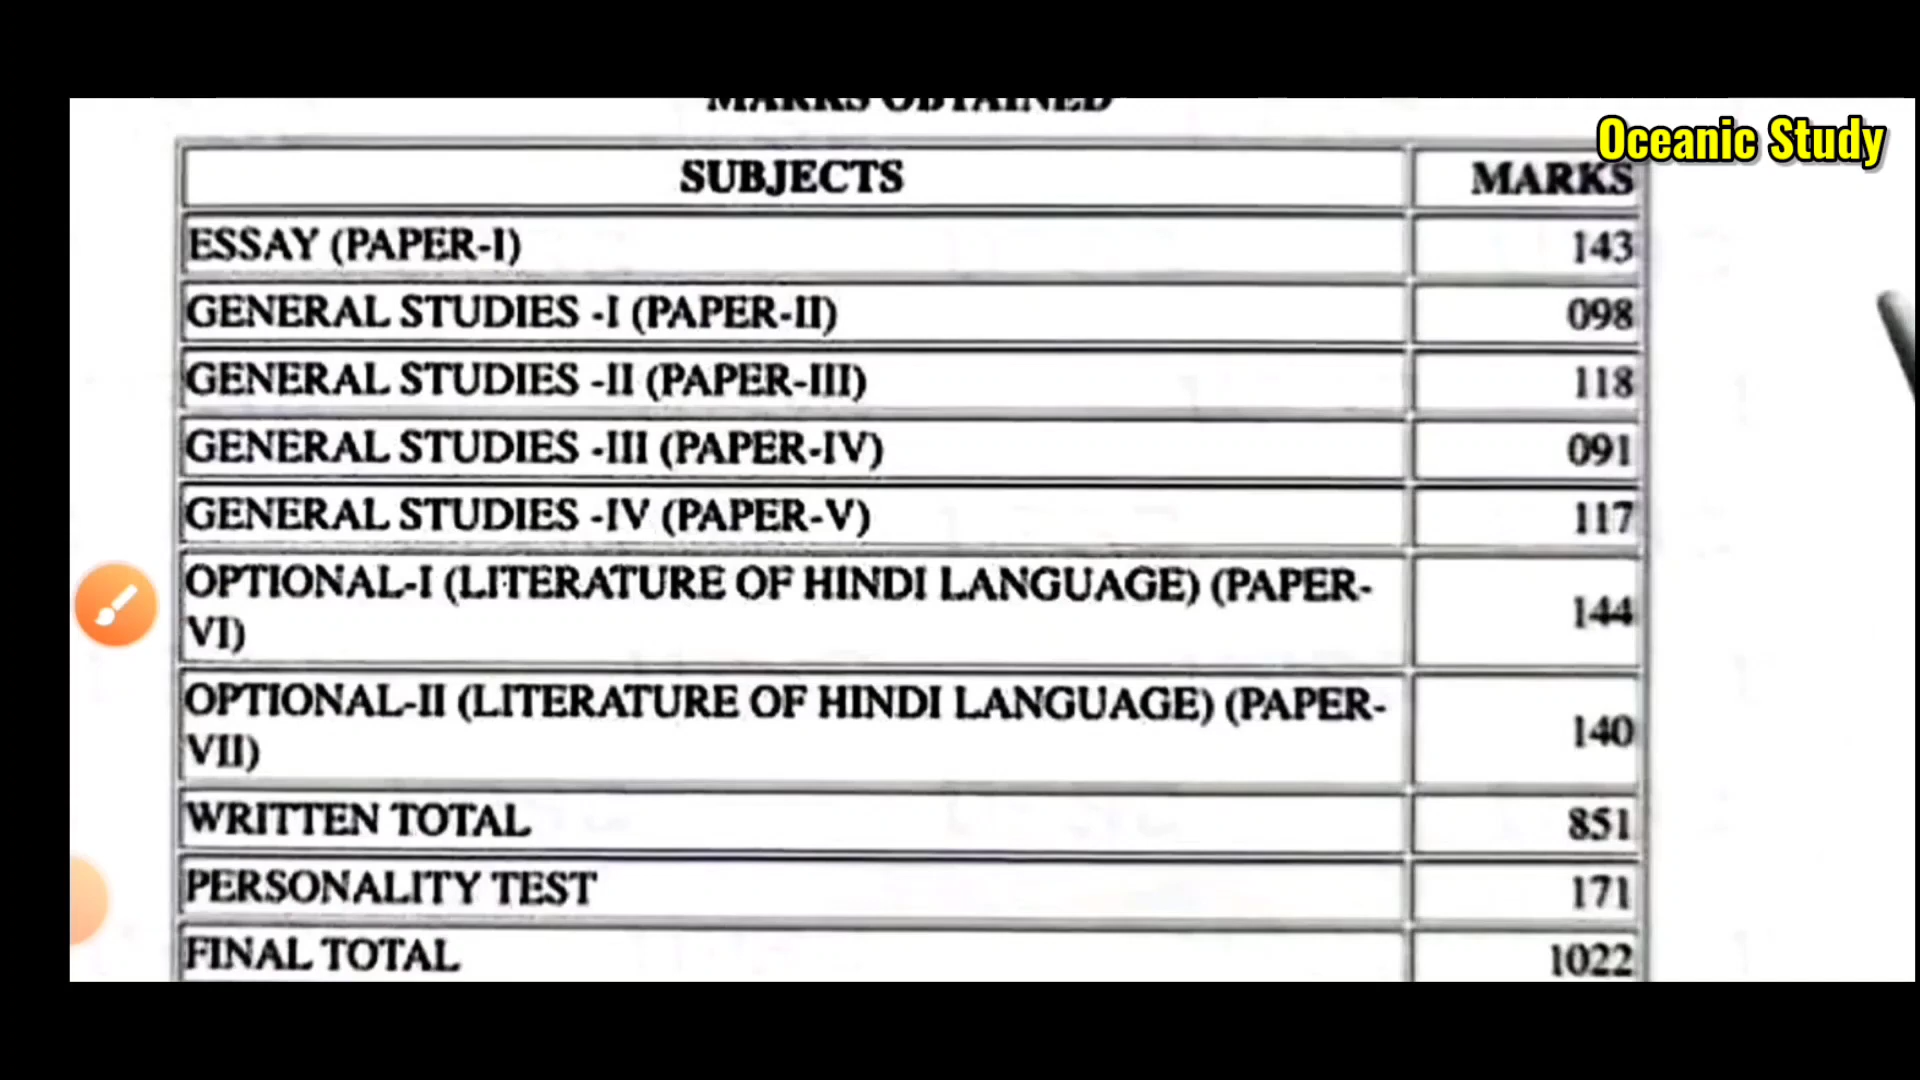 MARKS OBTAINED
Oceanic Study
SUBJECTS MARKS
ESSAY (PAPER-I) 143
GENERAL STUDIES -I (PAPER-II) 098
GENERAL STUDIES -II (PAPER-III) 118
GENERAL STUDIES -III (PAPER-IV) 091
GENERAL STUDIES -IV (PAPER-V) 117
OPTIONAL-I (LITERATURE OF HINDI LANGUAGE) (PAPER-
VI) 144
OPTIONAL-II (LITERATURE OF HINDI LANGUAGE) (PAPER-
VII) 140
WRITTEN TOTAL 851
PERSONALITY TEST 171
FINAL TOTAL 1022